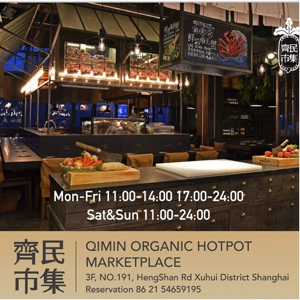 齊民
市集
Mon-Fri 11:00-14:00 17:00-24:00
Sat&Sun 11:00-24:00
齊民
市集
QIMIN ORGANIC HOTPOT
MARKETPLACE
3F, NO.191, HengShan Rd Xuhui District Shanghai
Reservation 86 21 54659195